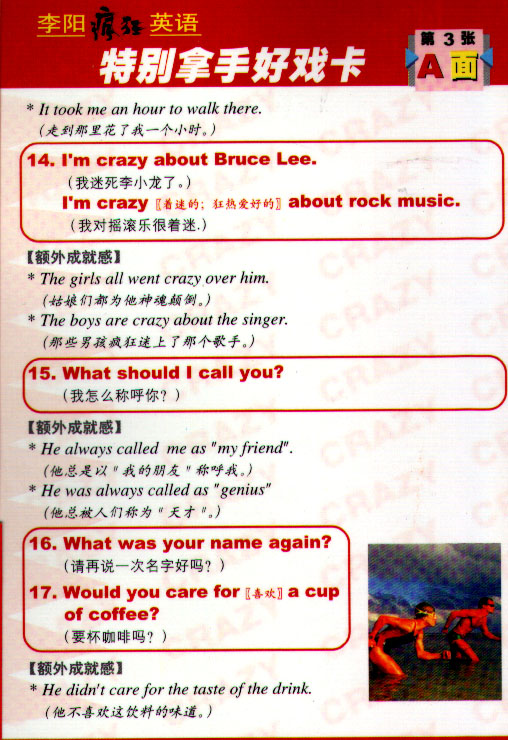 李阳疯狂英语
特别拿手好戏卡
第3张
A面
* It took me an hour to walk there.
(走到那里花了我一个小时。)
14. I'm crazy about Bruce Lee.
(我迷死李小龙了。)
I'm crazy〖着迷的；狂热爱好的〗about rock music.
(我对摇滚乐很着迷.)
【额外成就感】
* The girls all went crazy over him.
(姑娘们都为他神魂颠倒。)
* The boys are crazy about the singer.
(那些男孩疯狂迷上了那个歌手。)
15. What should I call you?
(我怎么称呼你？)
【额外成就感】
* He always called me as "my friend".
(他总是以"我的朋友"称呼我。)
* He was always called as "genius"
(他总被人们称为"天才"。)
16. What was your name again?
(请再说一次名字好吗？)
17. Would you care for〖喜欢〗a cup
of coffee?
(要杯咖啡吗？)
【额外成就感】
* He didn't care for the taste of the drink.
(他不喜欢这饮料的味道。)